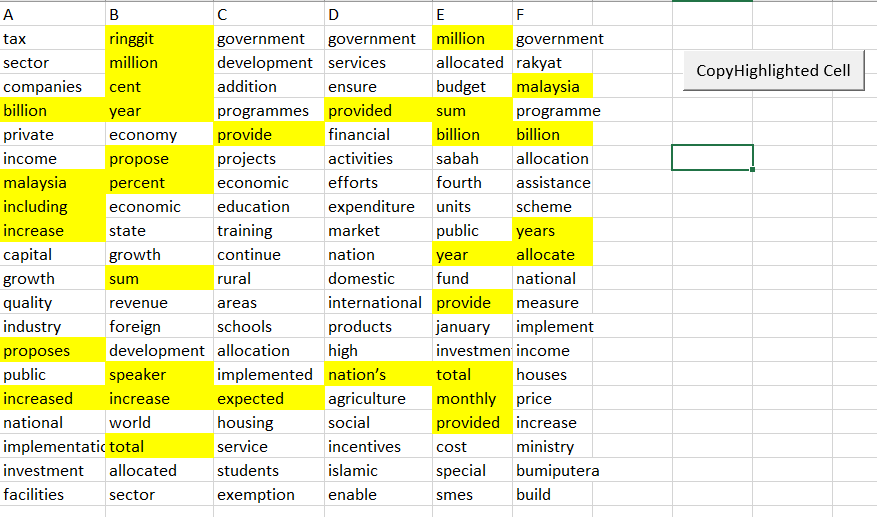 A B C D E F
tax ringgit government government million government
sector million development services allocated rakyat
companies cent addition ensure budget malaysia
billion year programmes provided sum programme
private economy provide financial billion billion
income propose projects activities sabah allocation
malaysia percent economic efforts fourth assistance
including economic education expenditure units scheme
increase state training market public years
capital growth continue nation year allocate
growth sum rural domestic fund national
quality revenue areas international provide measure
industry foreign schools products january implement
proposes development allocation high investmen income
public speaker implemented nation's total houses
increased increase expected agriculture monthly price
national world housing social provided increase
implementatic total service incentives cost ministry
investment allocated students islamic special bumiputera
facilities sector exemption enable smes build
CopyHighlighted Cell